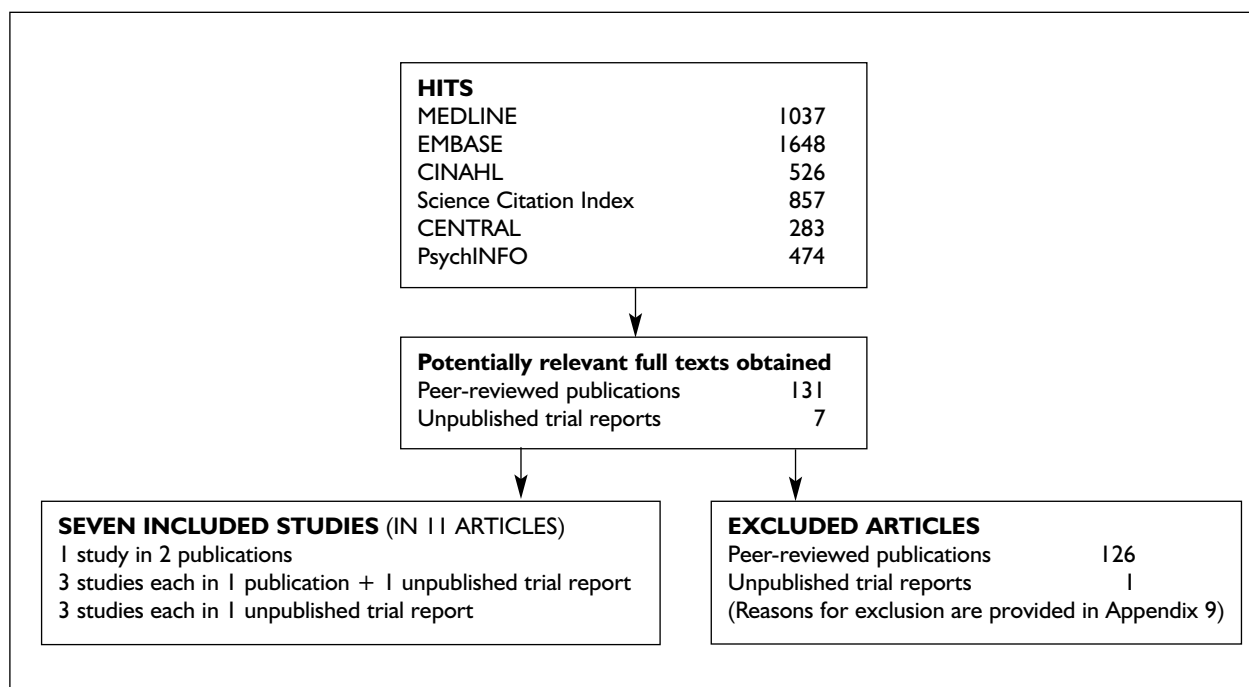 HITS
MEDLINE 1037
EMBASE 1648
CINAHL 526
Science Citation Index 857
CENTRAL 283
PsychINFO 474
Potentially relevant full texts obtained
Peer-reviewed publications 131
Unpublished trial reports 7
SEVEN INCLUDED STUDIES (IN 11 ARTICLES)
1 study in 2 publications
3 studies each in 1 publication + 1 unpublished trial report
3 studies each in 1 unpublished trial report
EXCLUDED ARTICLES
Peer-reviewed publications 126
Unpublished trial reports 1
(Reasons for exclusion are provided in Appendix 9)